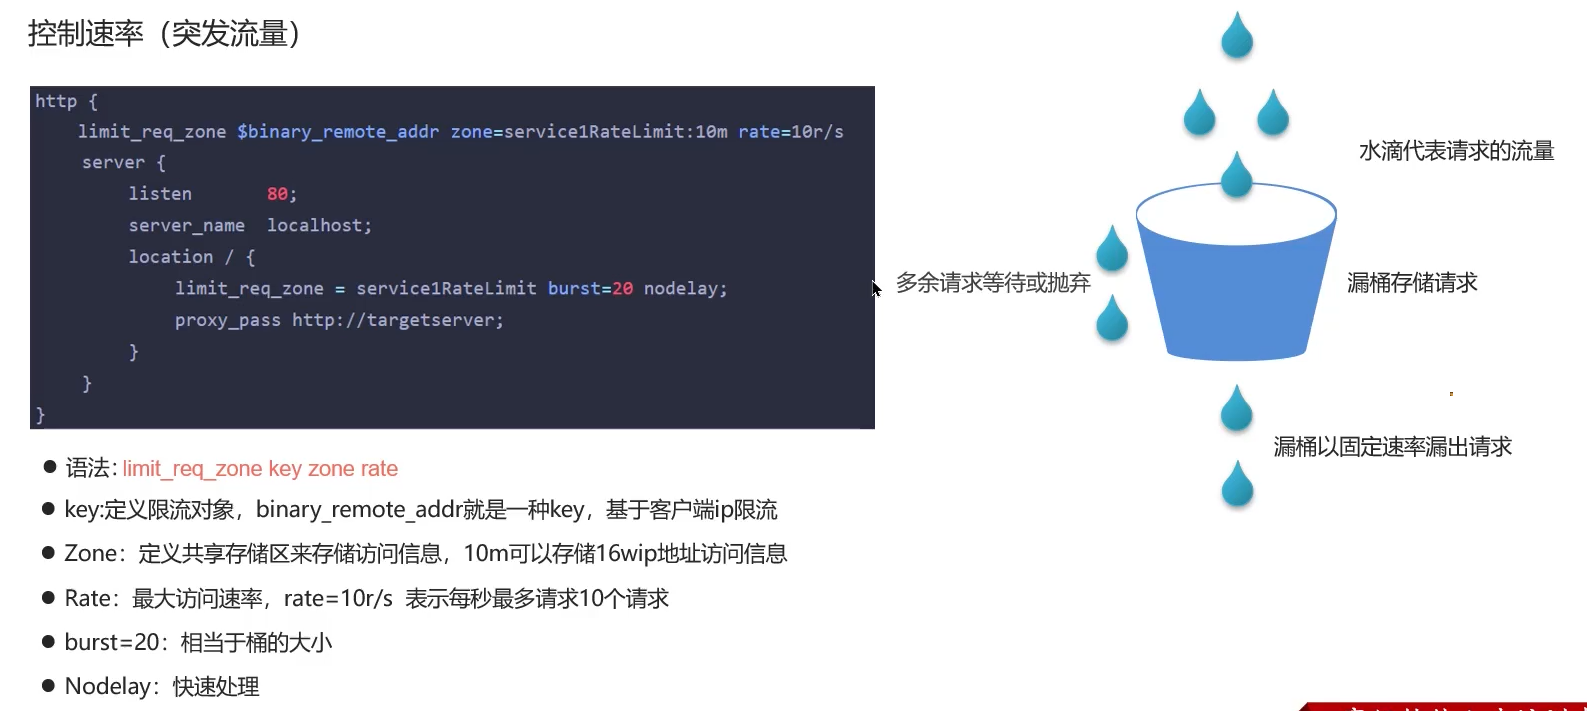 控制速率（突发流量）
http {
limit_req_zone $binary_remote_addr zone=service1RateLimit:10m rate=10r/s
server {
listen 80;
server_name localhost;
location / {
limit_req_zone = service1RateLimit burst=20 nodelay;
proxy_pass http://targetserver;
}
}
}
语法：limit_req_zone key zone rate
key:定义限流对象，binary_remote_addr就是一种key，基于客户端ip限流
Zone：定义共享存储区来存储访问信息，10m可以存储16wip地址访问信息
Rate：最大访问速率，rate=10r/s 表示每秒最多请求10个请求
burst=20：相当于桶的大小
Nodelay：快速处理
水滴代表请求的流量
多余请求等待或抛弃
漏桶存储请求
漏桶以固定速率漏出请求